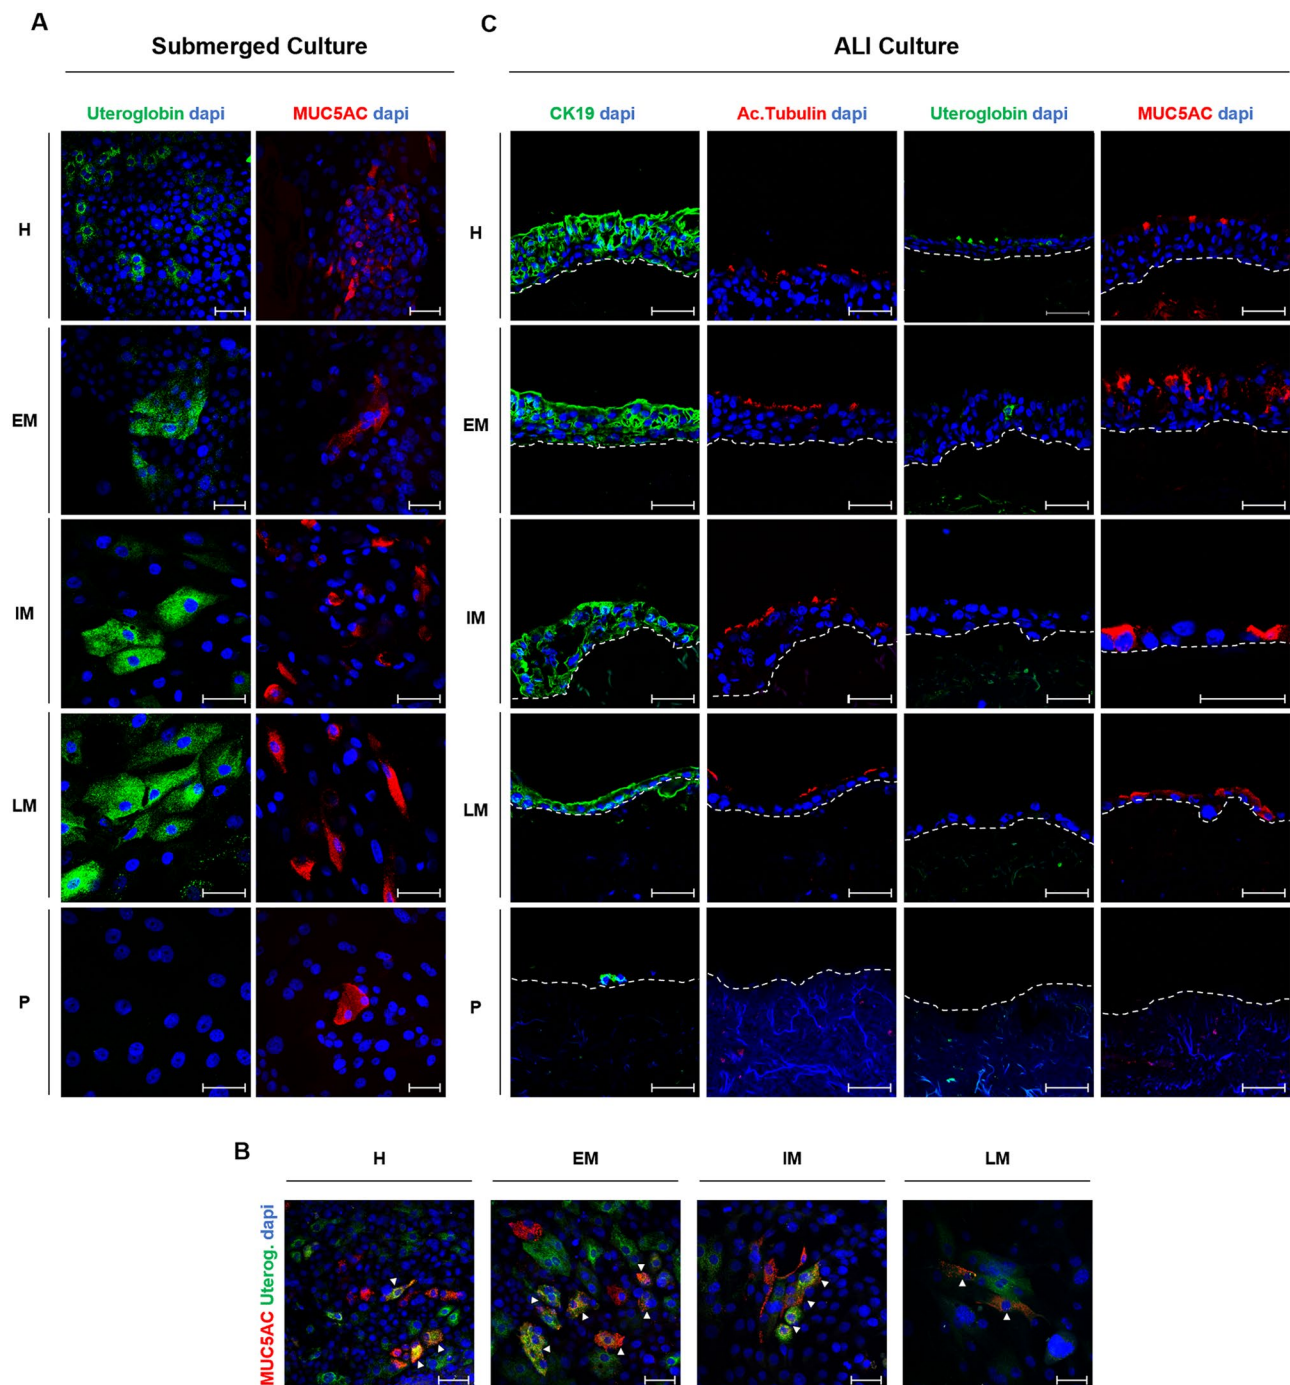 A
Submerged Culture
Uteroglobin dapi
MUC5AC dapi
H
EM
IM
LM
P
C
ALI Culture
CK19 dapi
Ac.Tubulin dapi
Uteroglobin dapi
MUC5AC dapi
H
EM
IM
LM
P
B
H
EM
IM
LM
MUC5AC Uterog. dapi